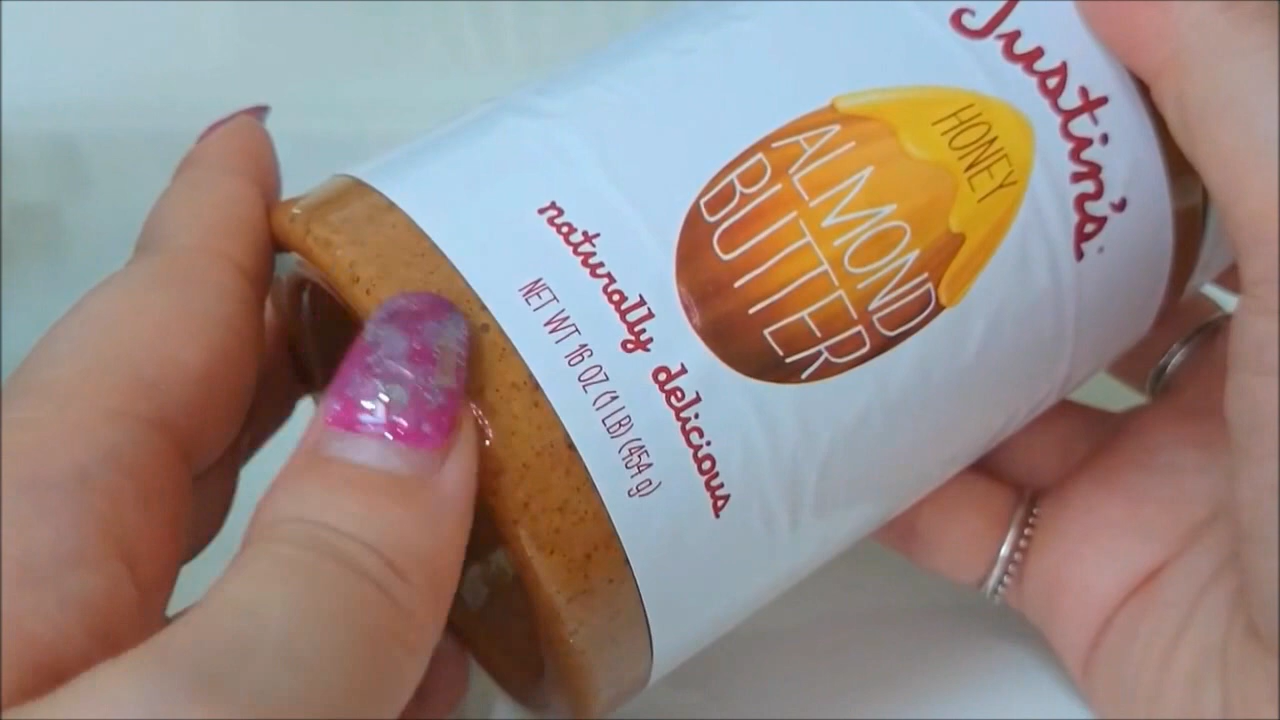 Justin's
HONEY
ALMOND
BUTTER
naturally delicious
NET WT 16 OZ (1 LB) (454 g)